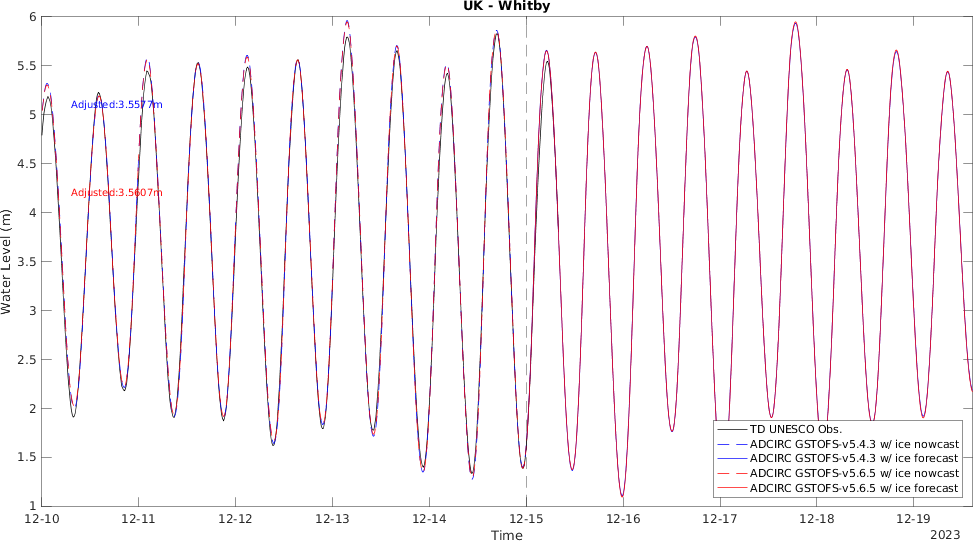 UK - Whitby
6
5.5
5
4.5
4
3.5
3
2.5
2
1.5
1
Water Level (m)
Adjusted:3.5577m
Adjusted:3.5607m
TD UNESCO Obs.
ADCIRC GSTOFS-v5.4.3 w/ ice nowcast
ADCIRC GSTOFS-v5.4.3 w/ ice forecast
ADCIRC GSTOFS-v5.6.5 w/ ice nowcast
ADCIRC GSTOFS-v5.6.5 w/ ice forecast
12-10 12-11 12-12 12-13 12-14 12-15 12-16 12-17 12-18 12-19
Time
2023